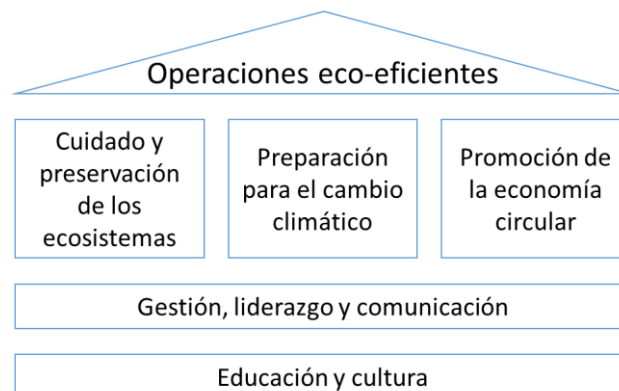 Operaciones eco-eficientes
Cuidado y
preservación
de los
ecosistemas
Preparación
para el cambio
climático
Promoción de
la economía
circular
Gestión, liderazgo y comunicación
Educación y cultura